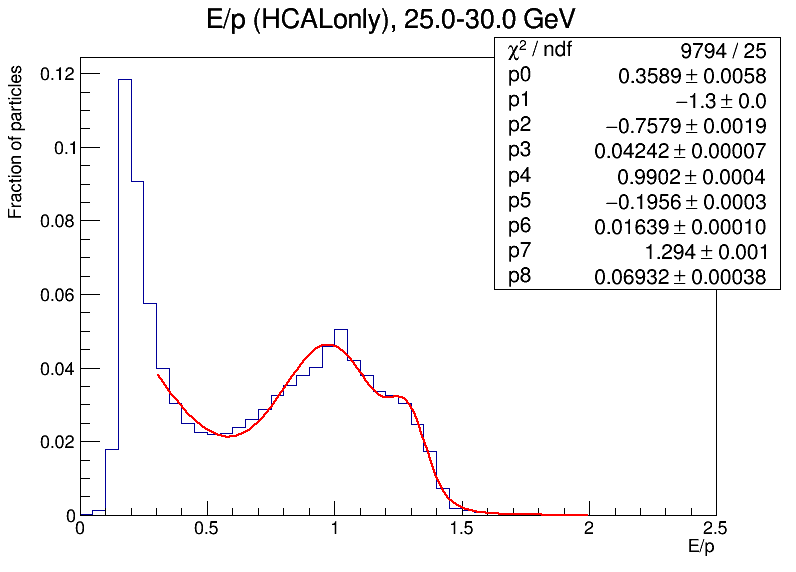 E/p (HCALonly), 25.0-30.0 GeV
χ² / ndf 9794 / 25
p0 0.3589 ± 0.0058
p1 −1.3 ± 0.0
p2 −0.7579 ± 0.0019
p3 0.04242 ± 0.00007
p4 0.9902 ± 0.0004
p5 −0.1956 ± 0.0003
p6 0.01639 ± 0.00010
p7 1.294 ± 0.001
p8 0.06932 ± 0.00038
Fraction of particles
0.12
0.1
0.08
0.06
0.04
0.02
0
0 0.5 1 1.5 2 2.5
E/p